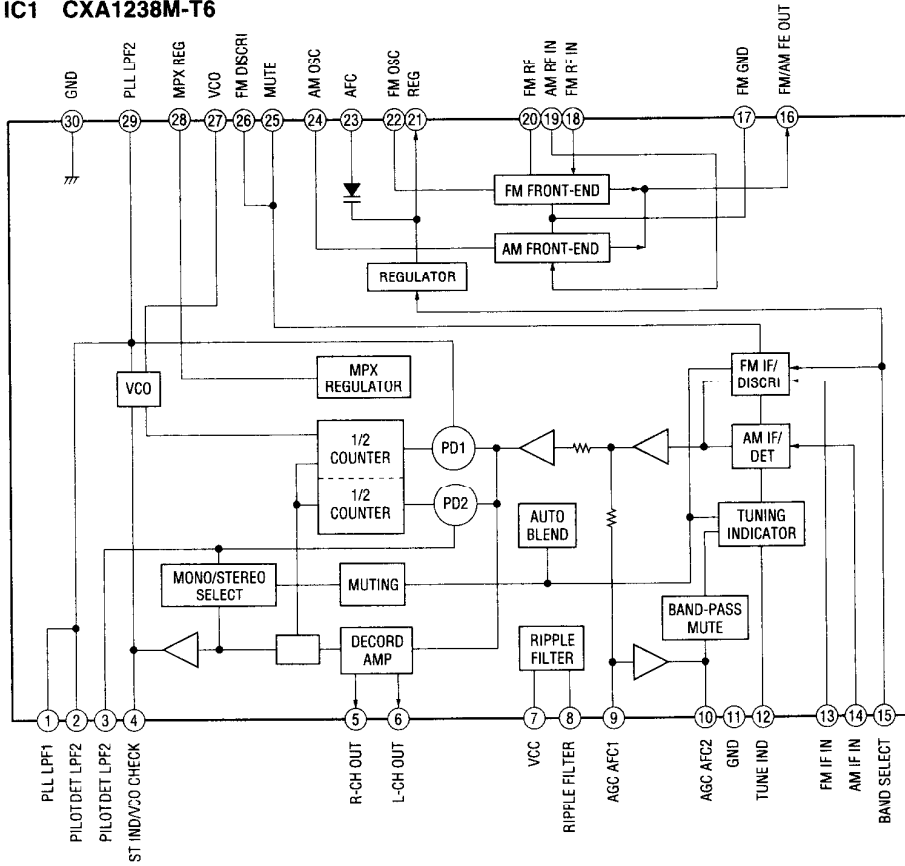 IC1 CXA1238M-T6
GND
PLL LPF2
MPX REG
VCO
FM DISCRI
MUTE
AM OSC
AFC
FM OSC
REG
FM RF
AM RF IN
FM RF IN
FM GND
FM/AM FE OUT
30
29
28
27
26
25
24
23
22
21
20
19
18
17
16
FM FRONT-END
AM FRONT-END
REGULATOR
MPX
REGULATOR
VCO
FM IF/
DISCRI
1/2
COUNTER
PD1
AM IF/
DET
1/2
COUNTER
PD2
AUTO
BLEND
TUNING
INDICATOR
MONO/STEREO
SELECT
MUTING
BAND-PASS
MUTE
DECORD
AMP
RIPPLE
FILTER
1
2
3
4
5
6
7
8
9
10
11
12
13
14
15
PLL LPF1
PILOT DET LPF2
PILOT DET LPF2
ST IND/VCO CHECK
R-CH OUT
L-CH OUT
VCC
RIPPLE FILTER
AGC AFC1
AGC AFC2
GND
TUNE IND
FM IF IN
AM IF IN
BAND SELECT